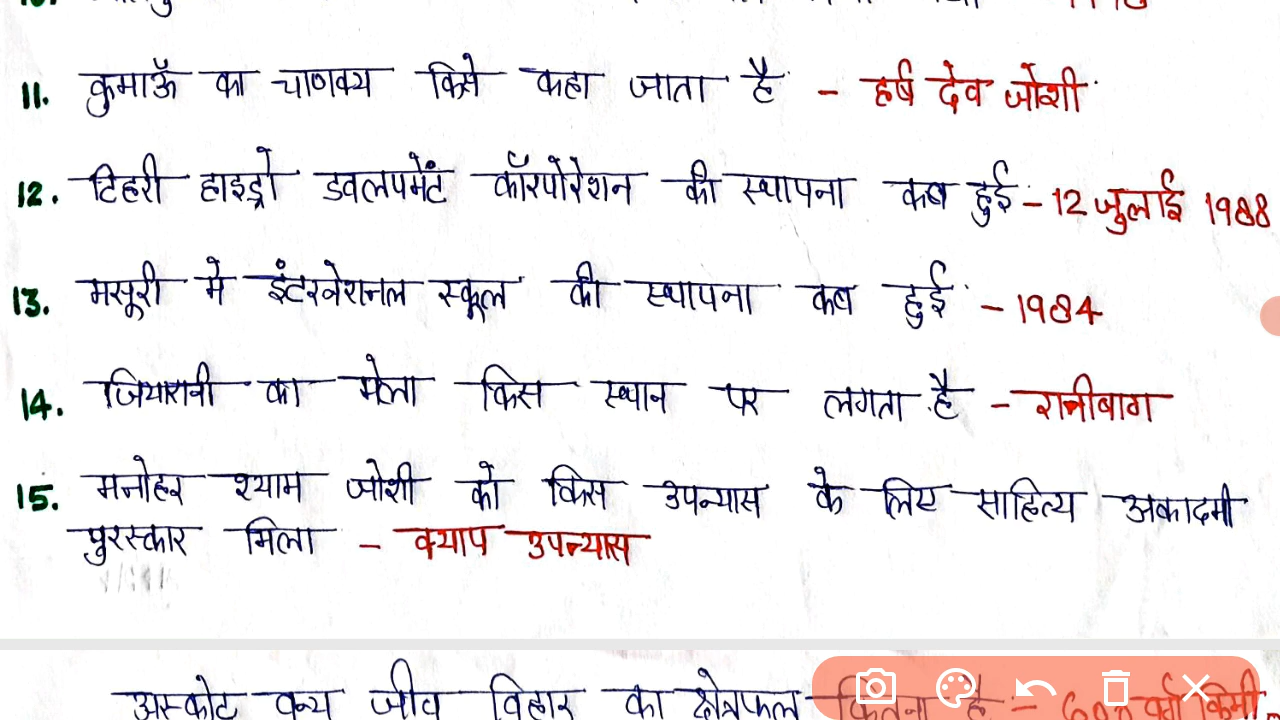 11. कुमाऊँ का चाणक्य किसे कहा जाता है - हर्ष देव जोशी
12. टिहरी हाइड्रो डवलपमेंट कॉरपोरेशन की स्थापना कब हुई - 12 जुलाई 1988
13. मसूरी में इंटरनेशनल स्कूल की स्थापना कब हुई - 1984
14. जियारानी का मेला किस स्थान पर लगता है - रानीबाग
15. मनोहर श्याम जोशी को किस उपन्यास के लिए साहित्य अकादमी
पुरस्कार मिला - क्याप उपन्यास
अस्कोट वन्य जीव विहार का क्षेत्रफल कितना है - 600 वर्ग किमी